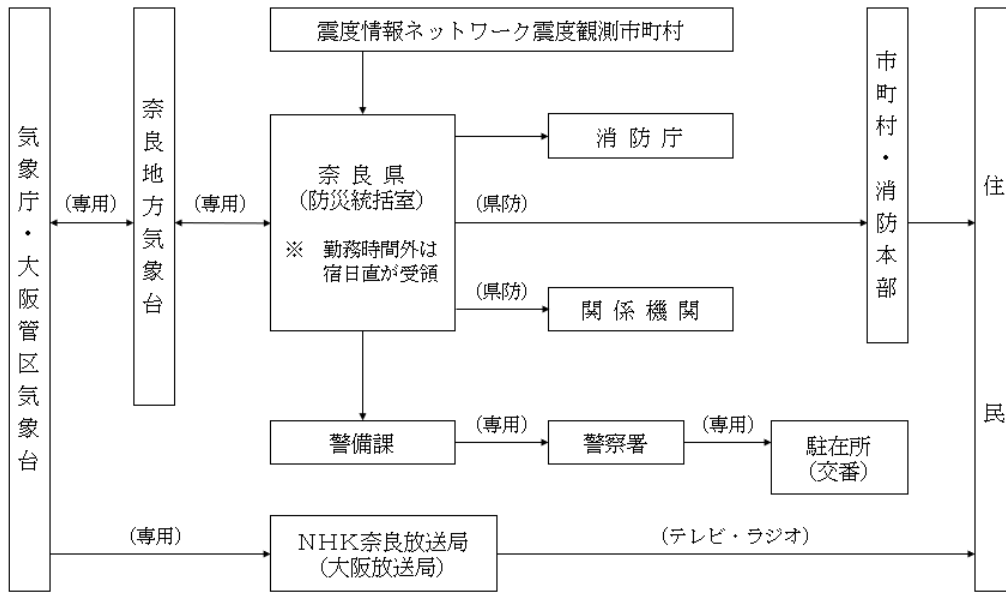 震度情報ネットワーク震度観測市町村
気象庁・大阪管区気象台
(専用)
奈良地方気象台
(専用)
奈良県
(防災統括室)
※ 勤務時間外は
宿日直が受領
消防庁
(県防)
市町村・消防本部
住民
(県防)
関係機関
警備課
(専用)
警察署
(専用)
駐在所
(交番)
(専用)
NHK奈良放送局
(大阪放送局)
(テレビ・ラジオ)